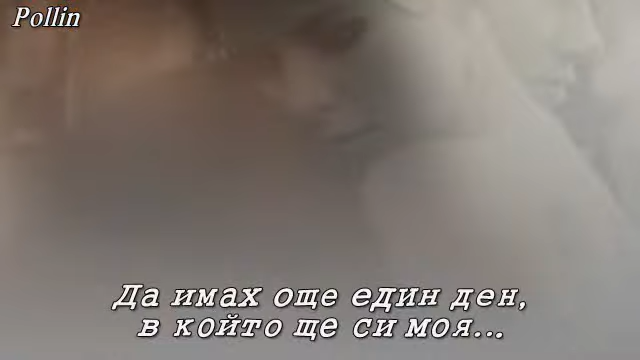 Pollin
Да имах още един ден,
в който ще си моя...